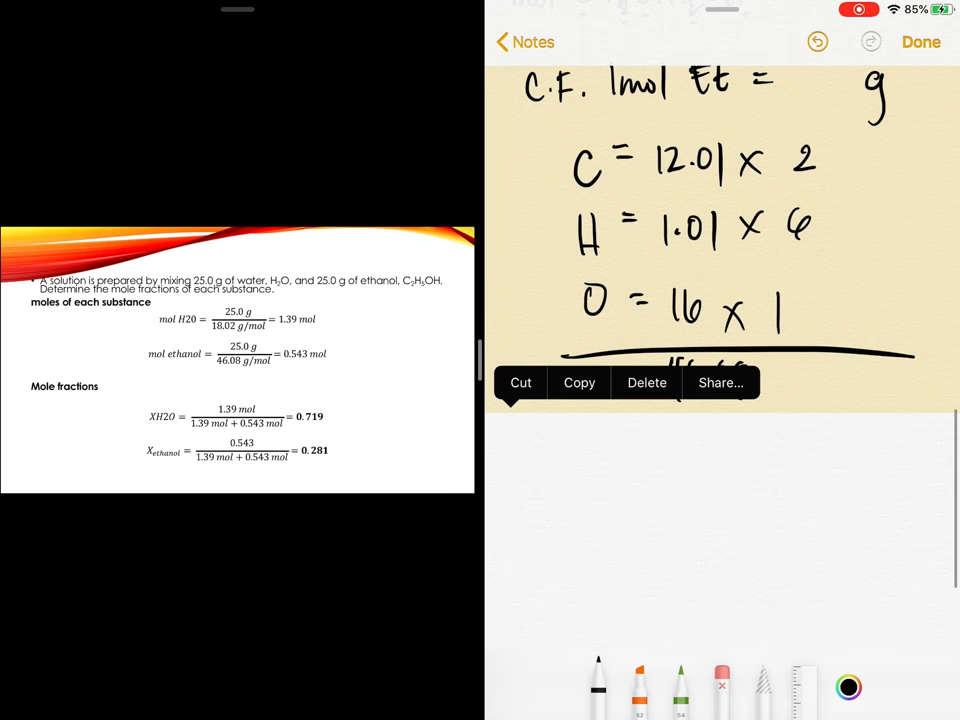 • A solution is prepared by mixing 25.0 g of water, H₂O, and 25.0 g of ethanol, C₂H₅OH.
Determine the mole fractions of each substance.
moles of each substance
mol H20 = 25.0 g / 18.02 g/mol = 1.39 mol
mol ethanol = 25.0 g / 46.08 g/mol = 0.543 mol
Mole fractions
XH2O = 1.39 mol / 1.39 mol + 0.543 mol = 0.719
Xethanol = 0.543 / 1.39 mol + 0.543 mol = 0.281
85%
Notes
Done
C.F. 1mol Et = g
C = 12.01 x 2
H = 1.01 x 6
O = 16 x 1
Cut Copy Delete Share...
52 54